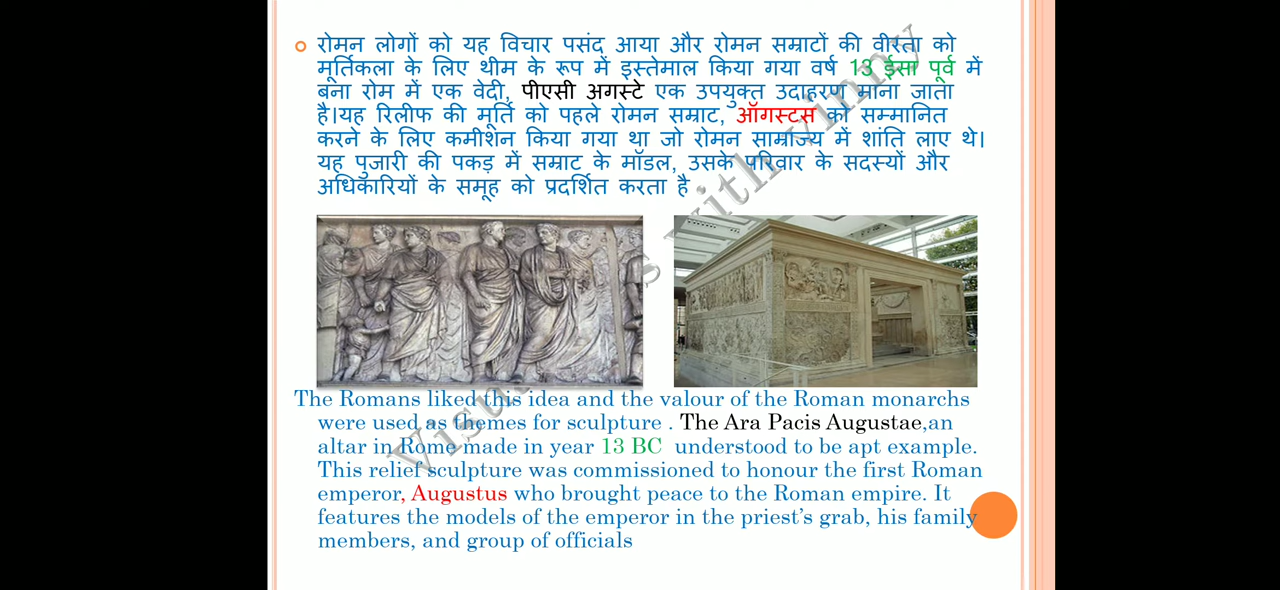 रोमन लोगों को यह विचार पसंद आया और रोमन सम्राटों की वीरता को
मूर्तिकला के लिए थीम के रूप में इस्तेमाल किया गया वर्ष 13 ईसा पूर्व में
बना रोम में एक वेदी, पीएसी अगस्टे एक उपयुक्त उदाहरण माना जाता
है।यह रिलीफ की मूर्ति को पहले रोमन सम्राट, ऑगस्टस को सम्मानित
करने के लिए कमीशन किया गया था जो रोमन साम्राज्य में शांति लाए थे।
यह पुजारी की पकड़ में सम्राट के मॉडल, उसके परिवार के सदस्यों और
अधिकारियों के समूह को प्रदर्शित करता है
The Romans liked this idea and the valour of the Roman monarchs
were used as themes for sculpture . The Ara Pacis Augustae,an
altar in Rome made in year 13 BC understood to be apt example.
This relief sculpture was commissioned to honour the first Roman
emperor, Augustus who brought peace to the Roman empire. It
features the models of the emperor in the priest's grab, his family
members, and group of officials
with vinny